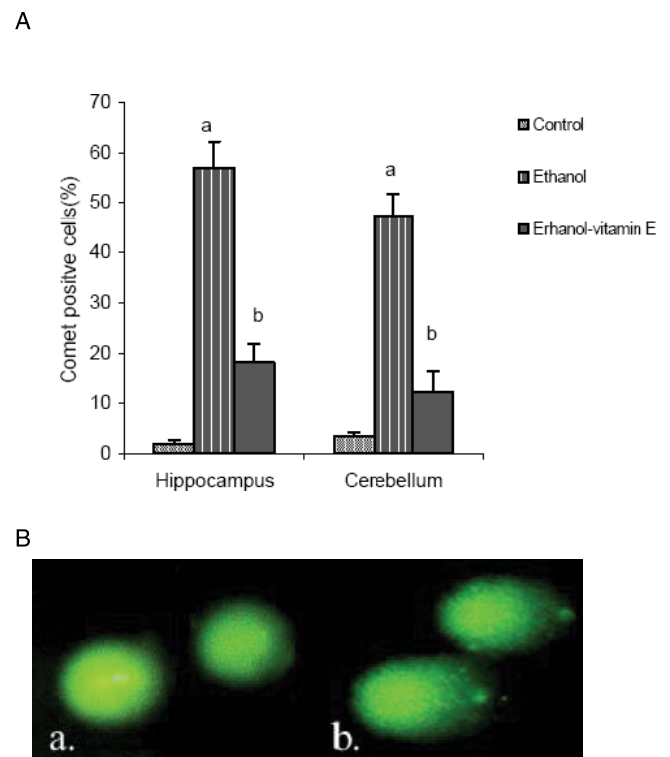 A
70
60
50
40
30
20
10
0
Comet positve cells(%)
a
b
a
b
Hippocampus
Cerebellum
Control
Ethanol
Erhanol-vitamin E
B
a.
b.